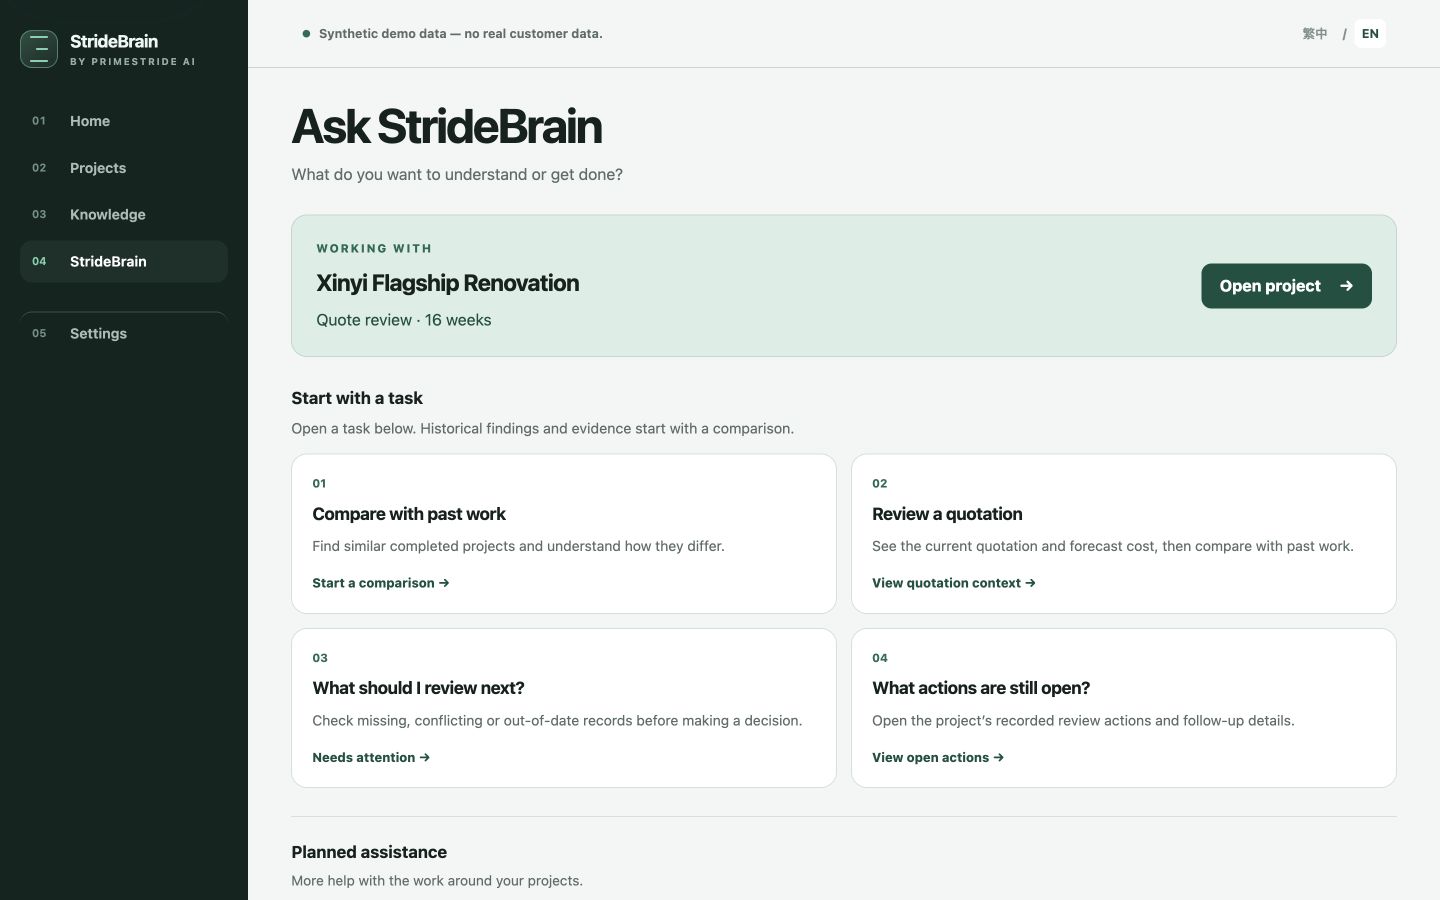 StrideBrain
BY PRIMESTRIDE AI
01 Home
02 Projects
03 Knowledge
04 StrideBrain
05 Settings
Synthetic demo data — no real customer data.
繁中 / EN
Ask StrideBrain
What do you want to understand or get done?
WORKING WITH
Xinyi Flagship Renovation
Quote review · 16 weeks
Open project →
Start with a task
Open a task below. Historical findings and evidence start with a comparison.
01
Compare with past work
Find similar completed projects and understand how they differ.
Start a comparison →
02
Review a quotation
See the current quotation and forecast cost, then compare with past work.
View quotation context →
03
What should I review next?
Check missing, conflicting or out-of-date records before making a decision.
Needs attention →
04
What actions are still open?
Open the project's recorded review actions and follow-up details.
View open actions →
Planned assistance
More help with the work around your projects.